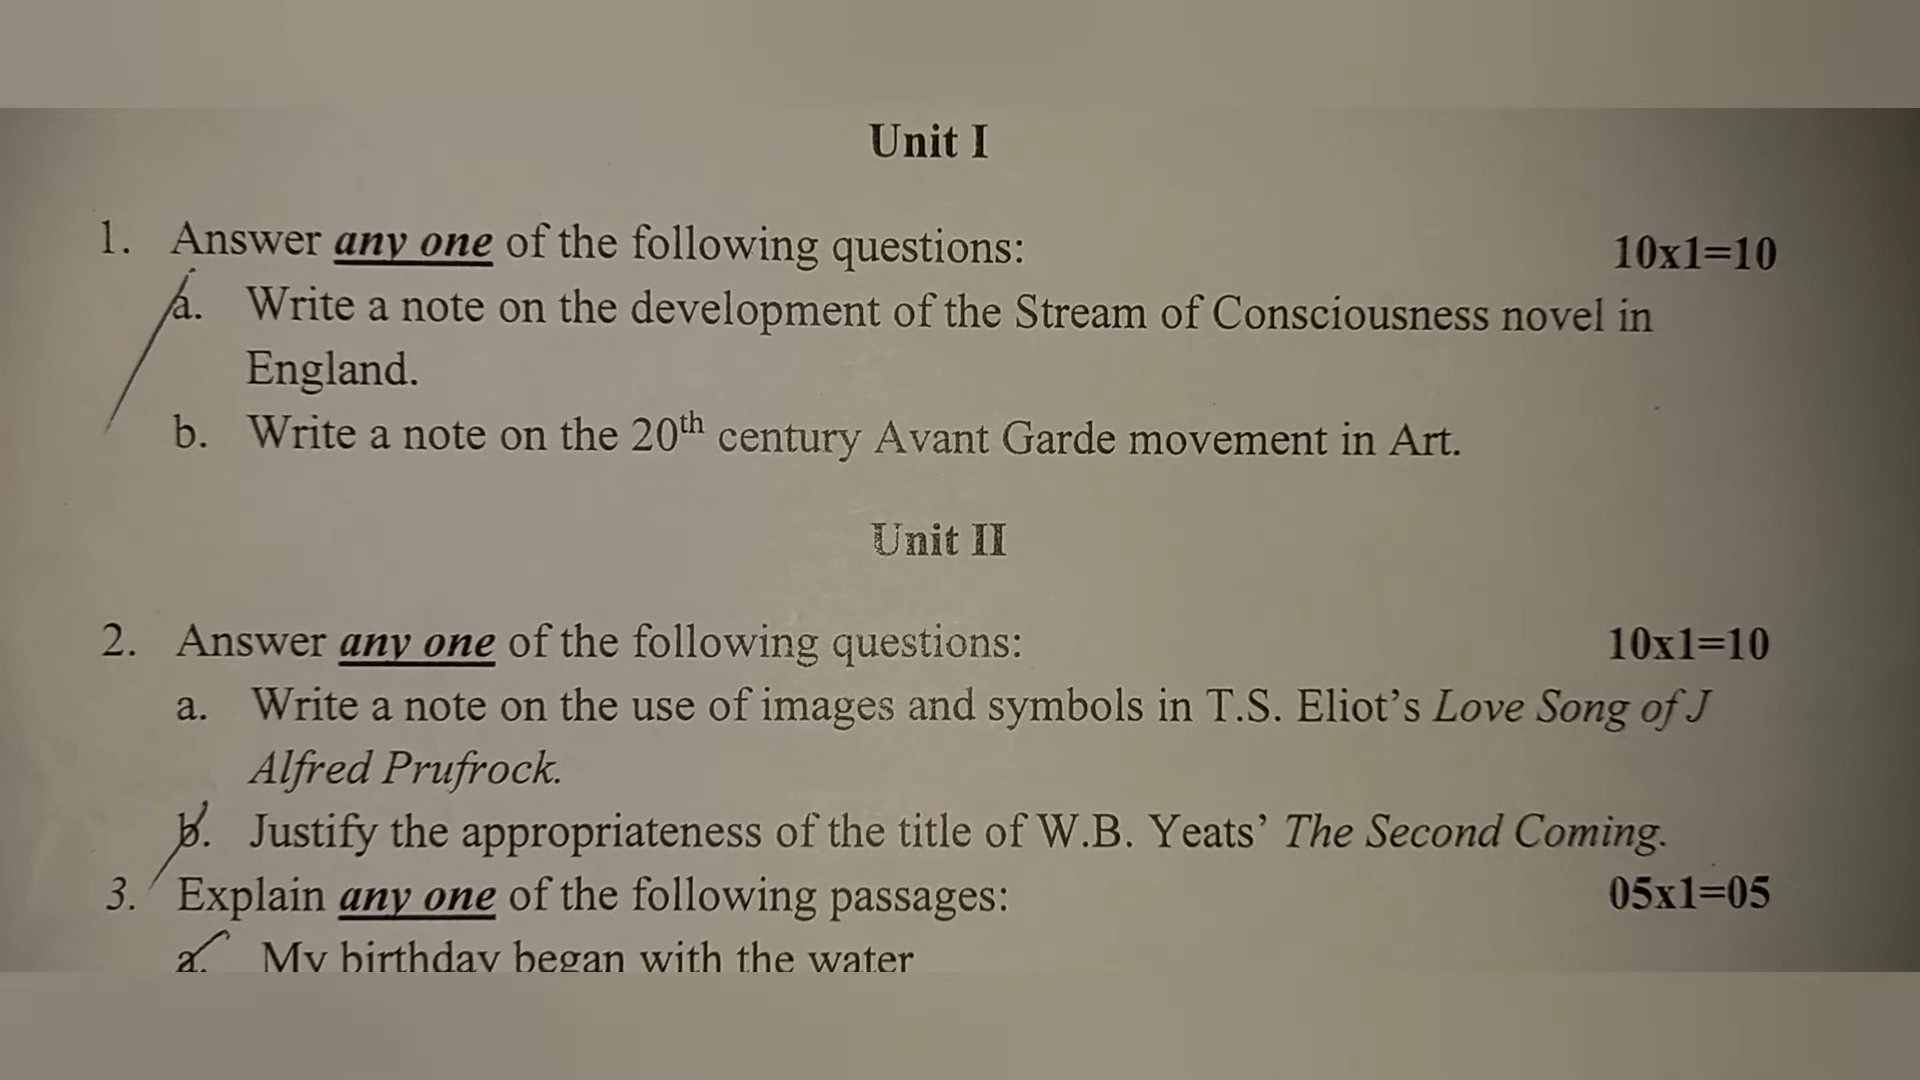 Unit I
1. Answer any one of the following questions: 10x1=10
a. Write a note on the development of the Stream of Consciousness novel in
England.
b. Write a note on the 20th century Avant Garde movement in Art.
Unit II
2. Answer any one of the following questions: 10x1=10
a. Write a note on the use of images and symbols in T.S. Eliot’s Love Song of J
Alfred Prufrock.
b. Justify the appropriateness of the title of W.B. Yeats’ The Second Coming.
3. Explain any one of the following passages: 05x1=05
a. My birthday began with the water